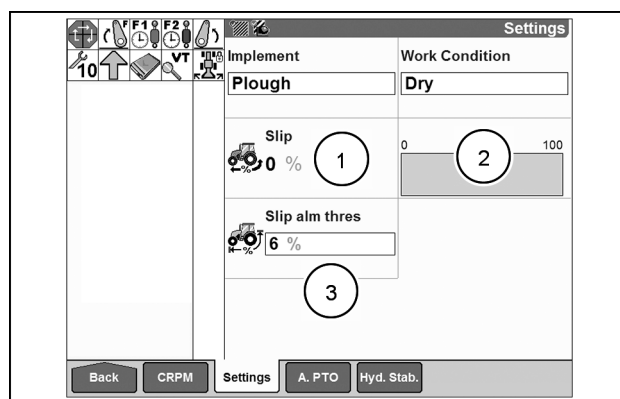 F F1 F2
Settings
10 VT
Implement Work Condition
Plough Dry
Slip
0 % 1
0 2 100
Slip alm thres
6 %
3
Back CRPM Settings A. PTO Hyd. Stab.